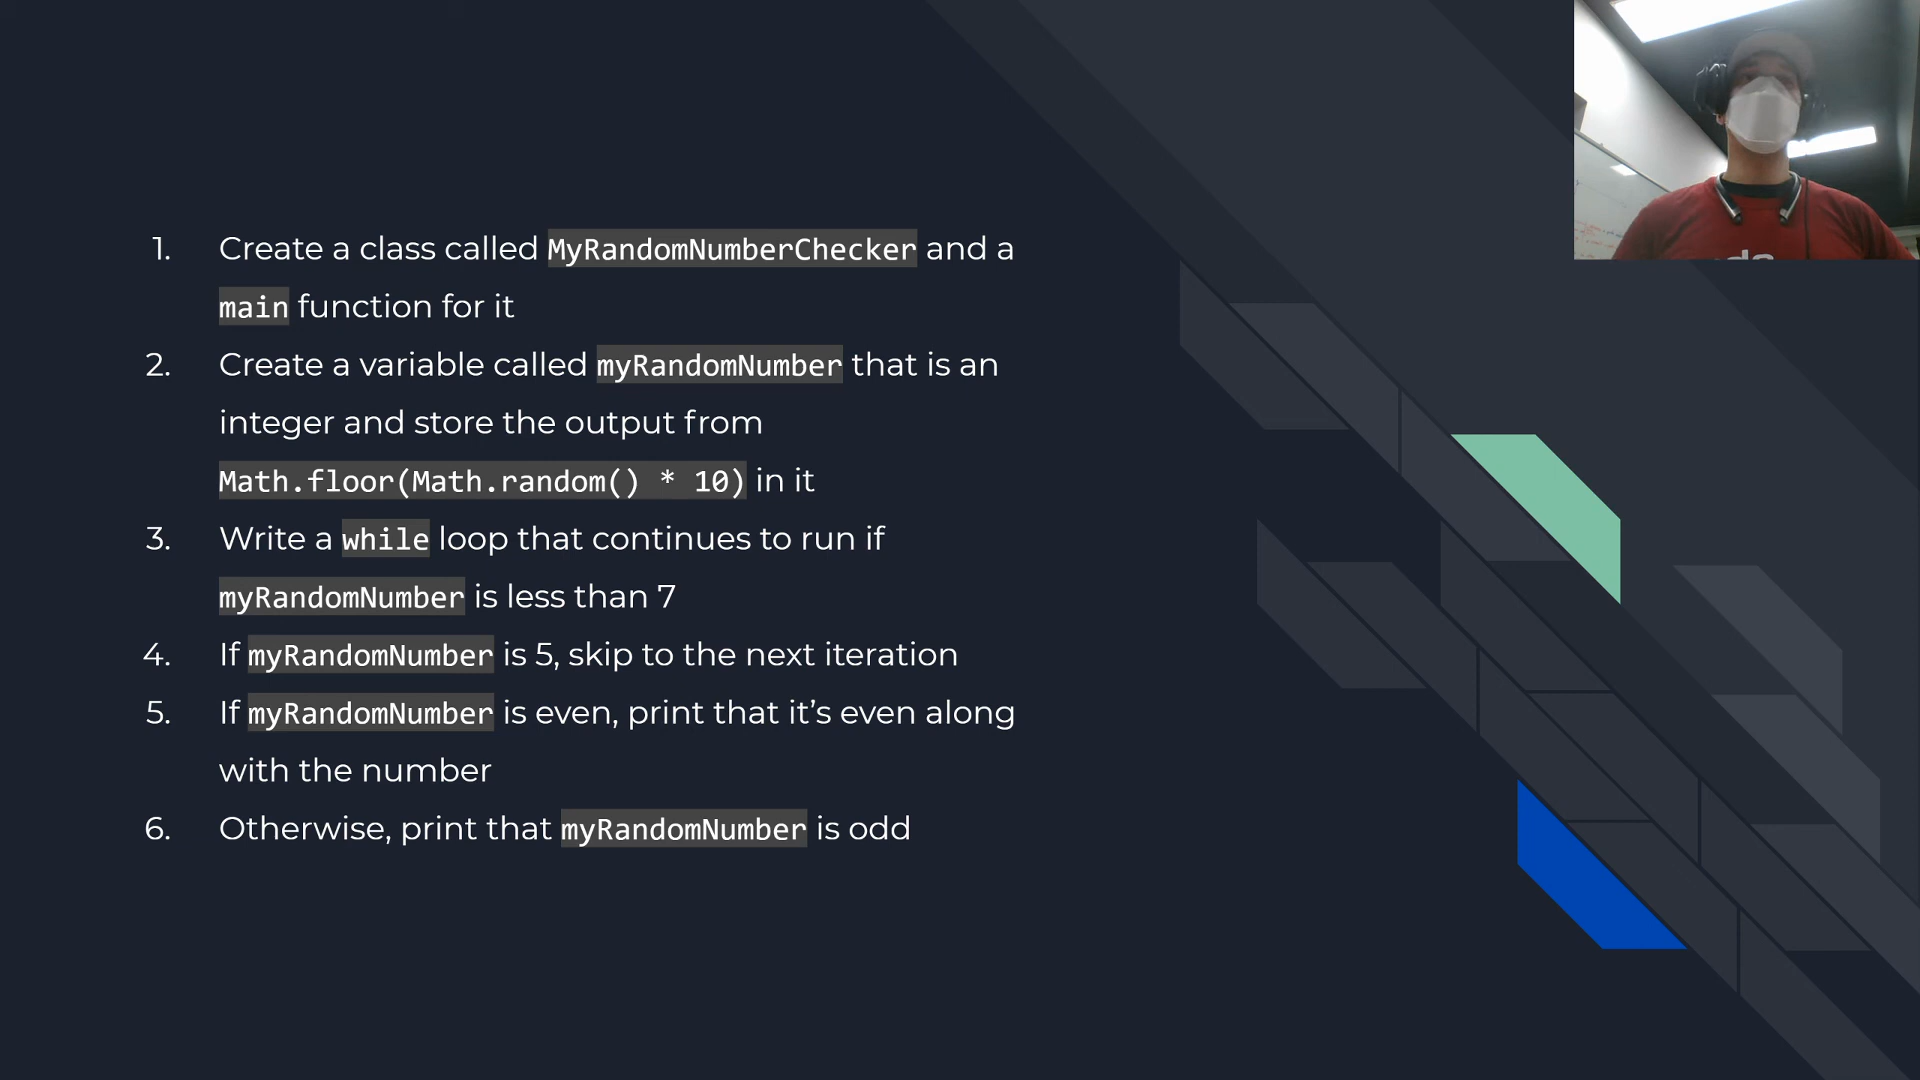 1. Create a class called MyRandomNumberChecker and a
main function for it
2. Create a variable called myRandomNumber that is an
integer and store the output from
Math.floor(Math.random() * 10) in it
3. Write a while loop that continues to run if
myRandomNumber is less than 7
4. If myRandomNumber is 5, skip to the next iteration
5. If myRandomNumber is even, print that it’s even along
with the number
6. Otherwise, print that myRandomNumber is odd